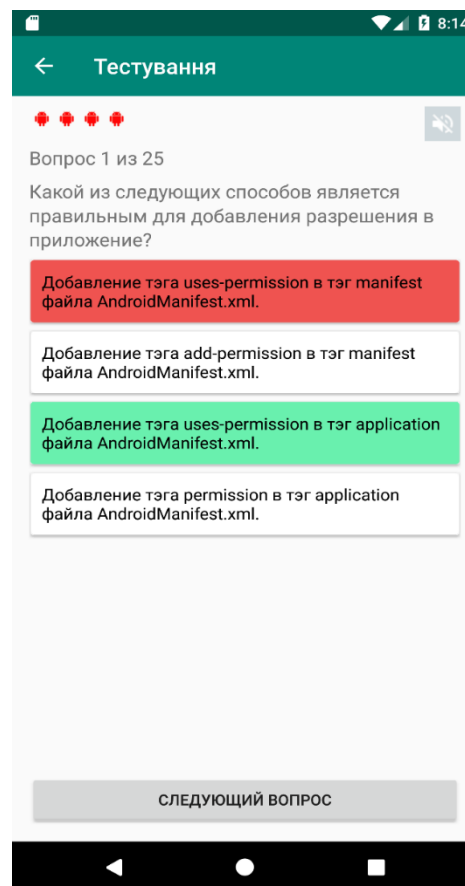 8:14
Тестування
Вопрос 1 из 25
Какой из следующих способов является
правильным для добавления разрешения в
приложение?
Добавление тэга uses-permission в тэг manifest
файла AndroidManifest.xml.
Добавление тэга add-permission в тэг manifest
файла AndroidManifest.xml.
Добавление тэга uses-permission в тэг application
файла AndroidManifest.xml.
Добавление тэга permission в тэг application
файла AndroidManifest.xml.
СЛЕДУЮЩИЙ ВОПРОС